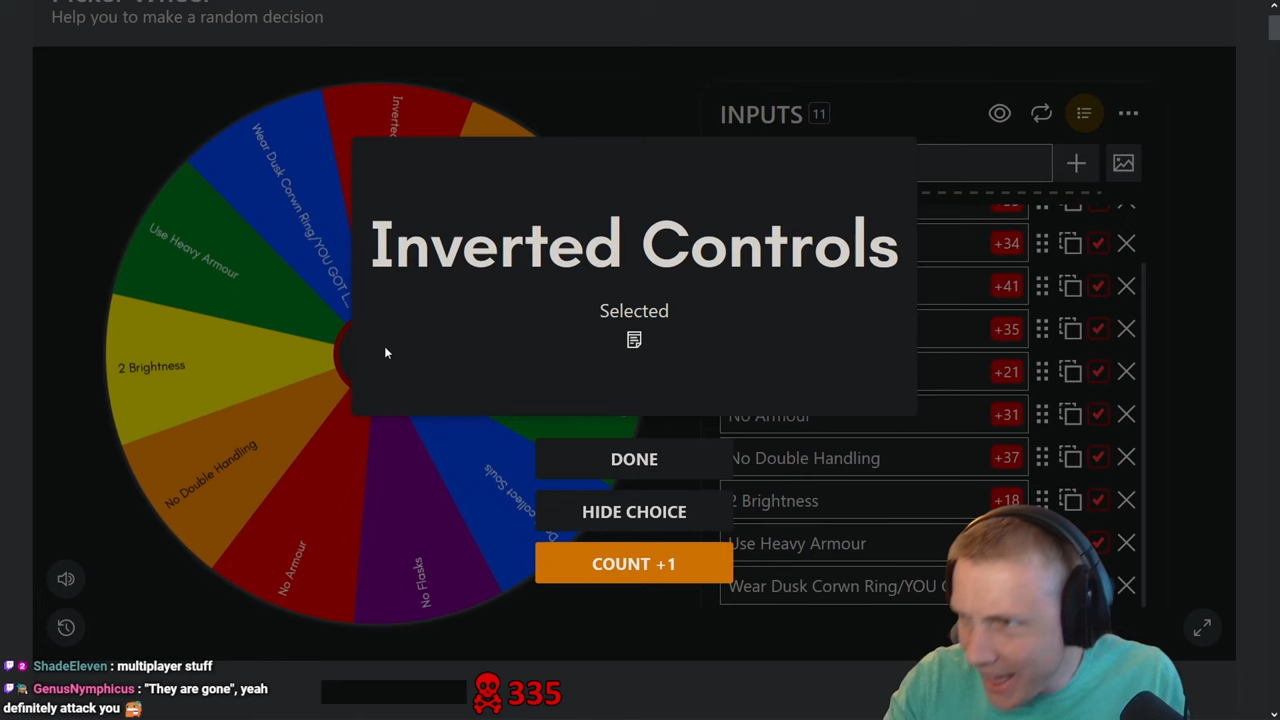 Help you to make a random decision
INPUTS 11
Wear Dusk Corwn Ring/YOU GOT L...
Use Heavy Armour
2 Brightness
No Double Handling
No Armour
No Flasks
collect Souls
Inverted Controls
Selected
DONE
HIDE CHOICE
COUNT +1
+34
+41
+35
+21
No Armour +31
No Double Handling +37
2 Brightness +18
Use Heavy Armour
Wear Dusk Corwn Ring/YOU
ShadeEleven : multiplayer stuff
GenusNymphicus : "They are gone", yeah
definitely attack you
335